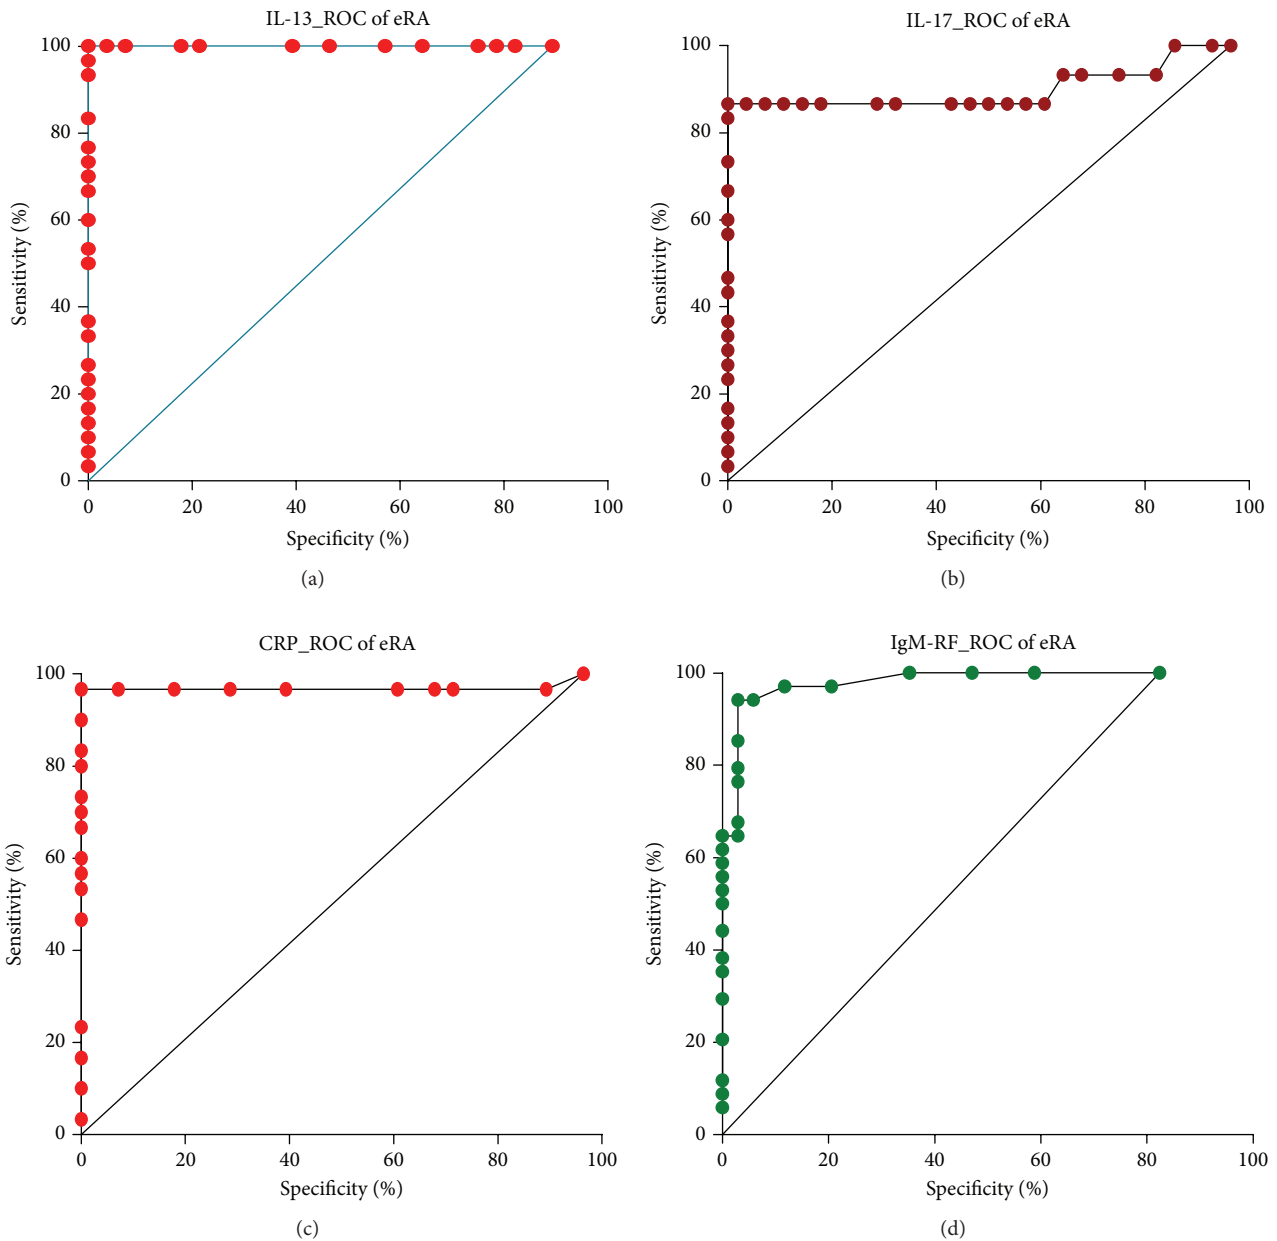 IL-13_ROC of eRA
100
80
60
40
20
0
Sensitivity (%)
0 20 40 60 80 100
Specificity (%)
(a)
IL-17_ROC of eRA
100
80
60
40
20
0
Sensitivity (%)
0 20 40 60 80 100
Specificity (%)
(b)
CRP_ROC of eRA
100
80
60
40
20
0
Sensitivity (%)
0 20 40 60 80 100
Specificity (%)
(c)
IgM-RF_ROC of eRA
100
80
60
40
20
0
Sensitivity (%)
0 20 40 60 80 100
Specificity (%)
(d)